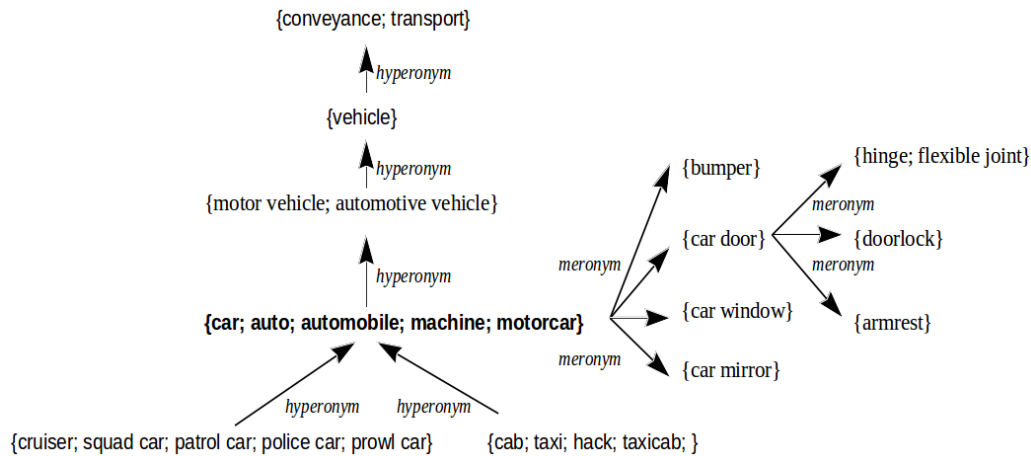 {conveyance; transport}
hyperonym
{vehicle}
hyperonym
{motor vehicle; automotive vehicle}
hyperonym
{car; auto; automobile; machine; motorcar}
hyperonym
hyperonym
{cruiser; squad car; patrol car; police car; prowl car}
{cab; taxi; hack; taxicab; }
meronym
meronym
{bumper}
{car door}
{car window}
{car mirror}
{hinge; flexible joint}
meronym
{doorlock}
meronym
{armrest}